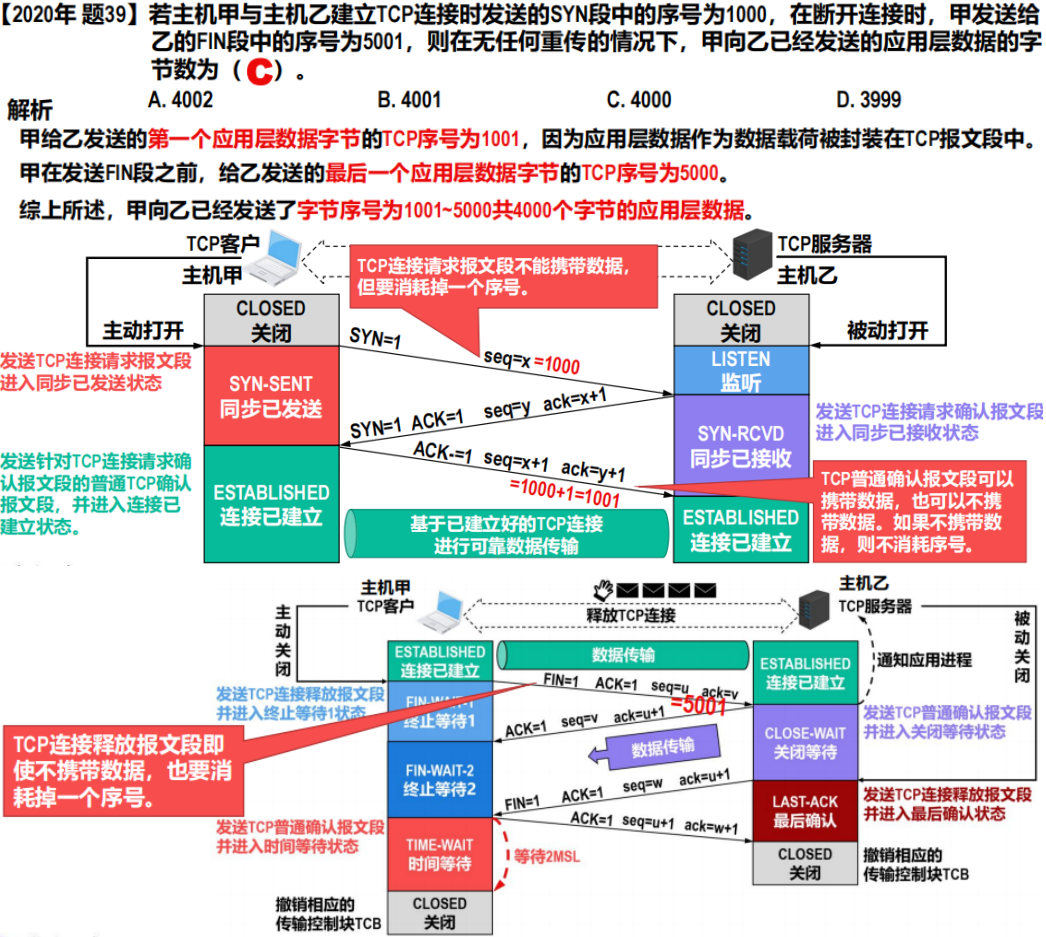 【2020年 题39】若主机甲与主机乙建立TCP连接时发送的SYN段中的序号为1000，在断开连接时，甲发送给
乙的FIN段中的序号为5001，则在无任何重传的情况下，甲向乙已经发送的应用层数据的字
节数为（C）。
A. 4002 B. 4001 C. 4000 D. 3999
解析
甲给乙发送的第一个应用层数据字节的TCP序号为1001，因为应用层数据作为数据载荷被封装在TCP报文段中。
甲在发送FIN段之前，给乙发送的最后一个应用层数据字节的TCP序号为5000。
综上所述，甲向乙已经发送了字节序号为1001~5000共4000个字节的应用层数据。
TCP客户
主机甲
TCP服务器
主机乙
TCP连接请求报文段不能携带数据，
但要消耗掉一个序号。
CLOSED
关闭
CLOSED
关闭
主动打开
被动打开
SYN=1
seq=x =1000
发送TCP连接请求报文段
进入同步已发送状态
SYN-SENT
同步已发送
LISTEN
监听
SYN=1 ACK=1 seq=y ack=x+1
SYN-RCVD
同步已接收
发送TCP连接请求确认报文段
进入同步已接收状态
ACK-=1 seq=x+1 ack=y+1
=1000+1=1001
发送针对TCP连接请求确
认报文段的普通TCP确认
报文段，并进入连接已
建立状态。
ESTABLISHED
连接已建立
TCP普通确认报文段可以
携带数据，也可以不携
带数据。如果不携带数
据，则不消耗序号。
基于已建立好的TCP连接
进行可靠数据传输
ESTABLISHED
连接已建立
主机甲
TCP客户
主机乙
TCP服务器
释放TCP连接
主动关闭
被动关闭
ESTABLISHED
连接已建立
数据传输
ESTABLISHED
连接已建立
通知应用进程
FIN=1 ACK=1 seq=u ack=v
=5001
发送TCP连接释放报文段
并进入终止等待1状态
FIN-WAIT-1
终止等待1
ACK=1 seq=v ack=u+1
CLOSE-WAIT
关闭等待
发送TCP普通确认报文段
并进入关闭等待状态
TCP连接释放报文段即
使不携带数据，也要消
耗掉一个序号。
数据传输
FIN-WAIT-2
终止等待2
FIN=1 ACK=1 seq=w ack=u+1
LAST-ACK
最后确认
发送TCP连接释放报文段
并进入最后确认状态
ACK=1 seq=u+1 ack=w+1
发送TCP普通确认报文段
并进入时间等待状态
TIME-WAIT
时间等待
等待2MSL
CLOSED
关闭
撤销相应的
传输控制块TCB
撤销相应的
传输控制块TCB
CLOSED
关闭